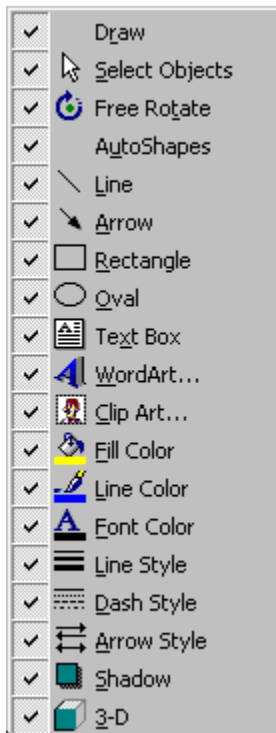 Draw
Select Objects
Free Rotate
AutoShapes
Line
Arrow
Rectangle
Oval
Text Box
WordArt...
Clip Art...
Fill Color
Line Color
Font Color
Line Style
Dash Style
Arrow Style
Shadow
3-D